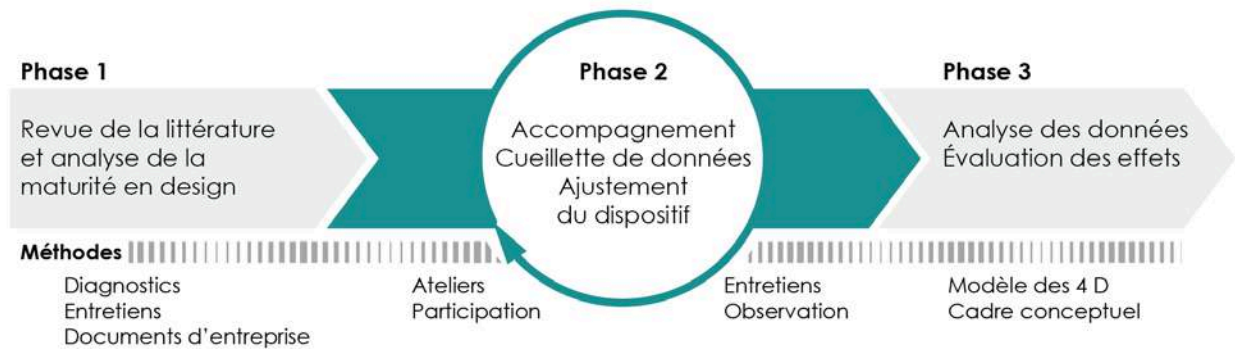 Phase 1
Revue de la littérature
et analyse de la
maturité en design
Phase 2
Accompagnement
Cueillette de données
Ajustement
du dispositif
Phase 3
Analyse des données
Évaluation des effets
Méthodes
Diagnostics
Entretiens
Documents d’entreprise
Ateliers
Participation
Entretiens
Observation
Modèle des 4 D
Cadre conceptuel